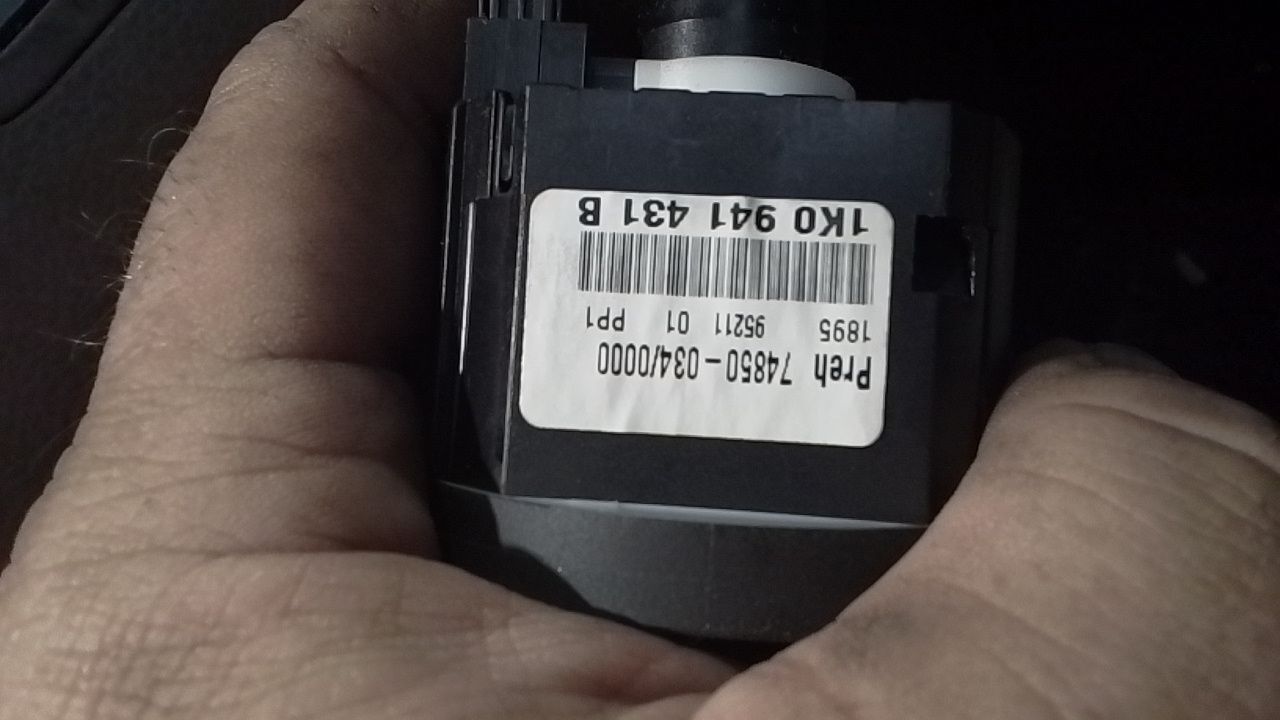 1K0 941 431 B
1895 95211 01 PP1
Preh 74850-034/0000